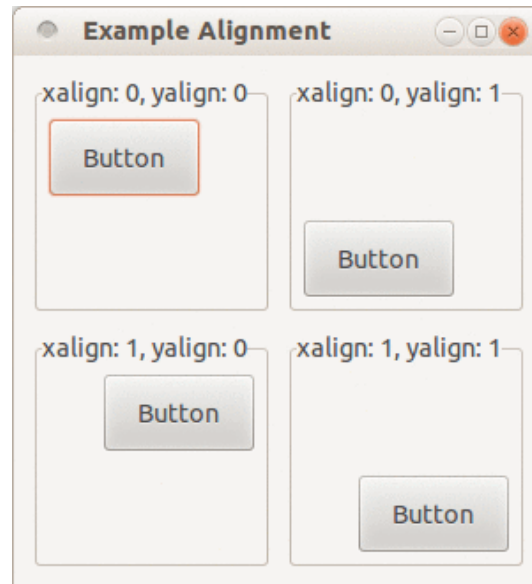 Example Alignment
xalign: 0, yalign: 0
xalign: 0, yalign: 1
Button
Button
xalign: 1, yalign: 0
xalign: 1, yalign: 1
Button
Button